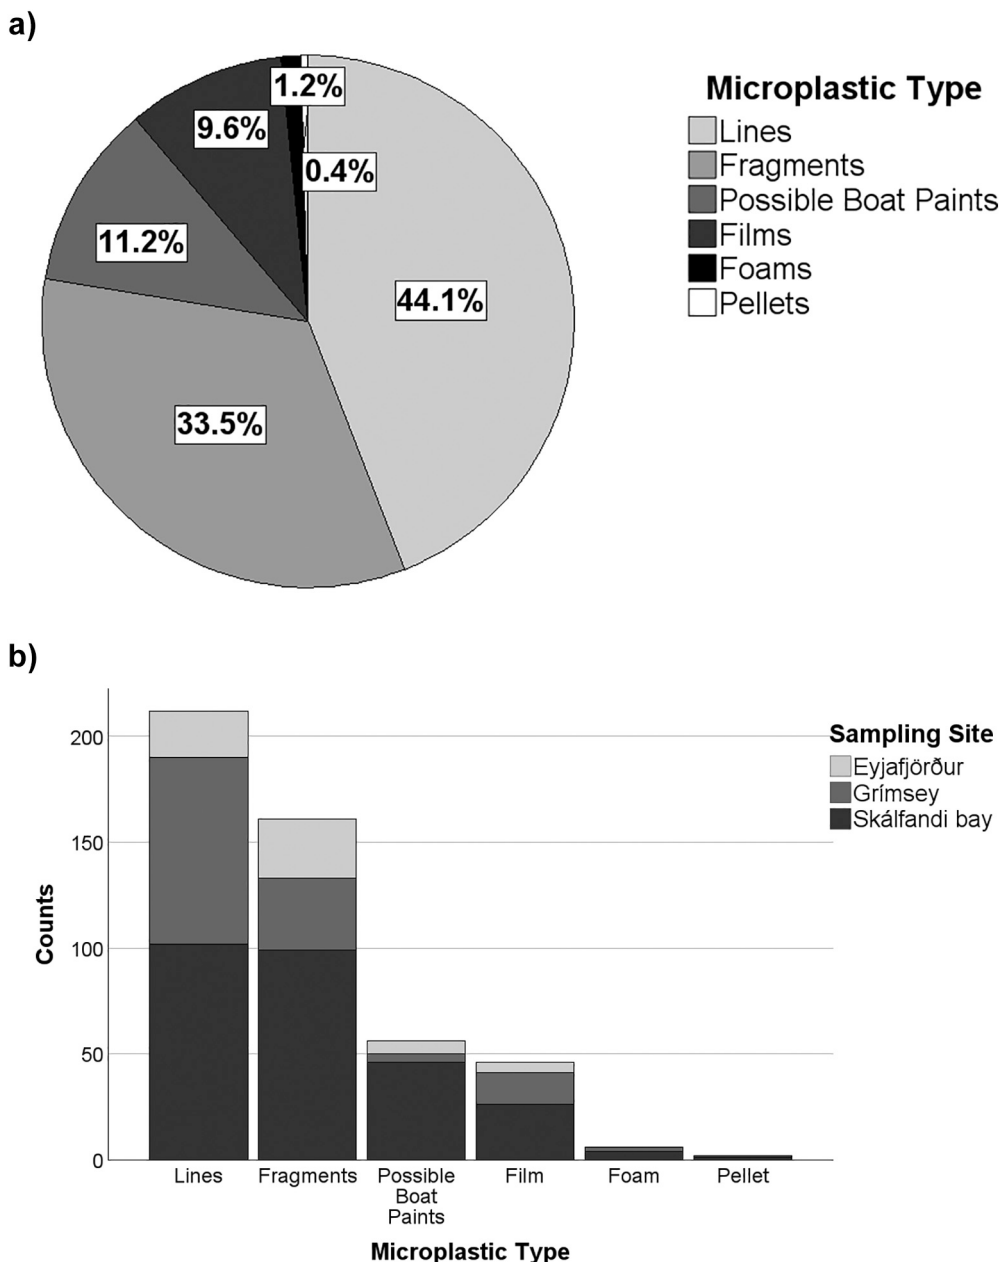 a)
1.2%
9.6%
0.4%
11.2%
44.1%
33.5%
Microplastic Type
Lines
Fragments
Possible Boat Paints
Films
Foams
Pellets
b)
Counts
200
150
100
50
0
Lines
Fragments
Possible
Boat
Paints
Film
Foam
Pellet
Microplastic Type
Sampling Site
Eyjafjörður
Grímsey
Skálfandi bay